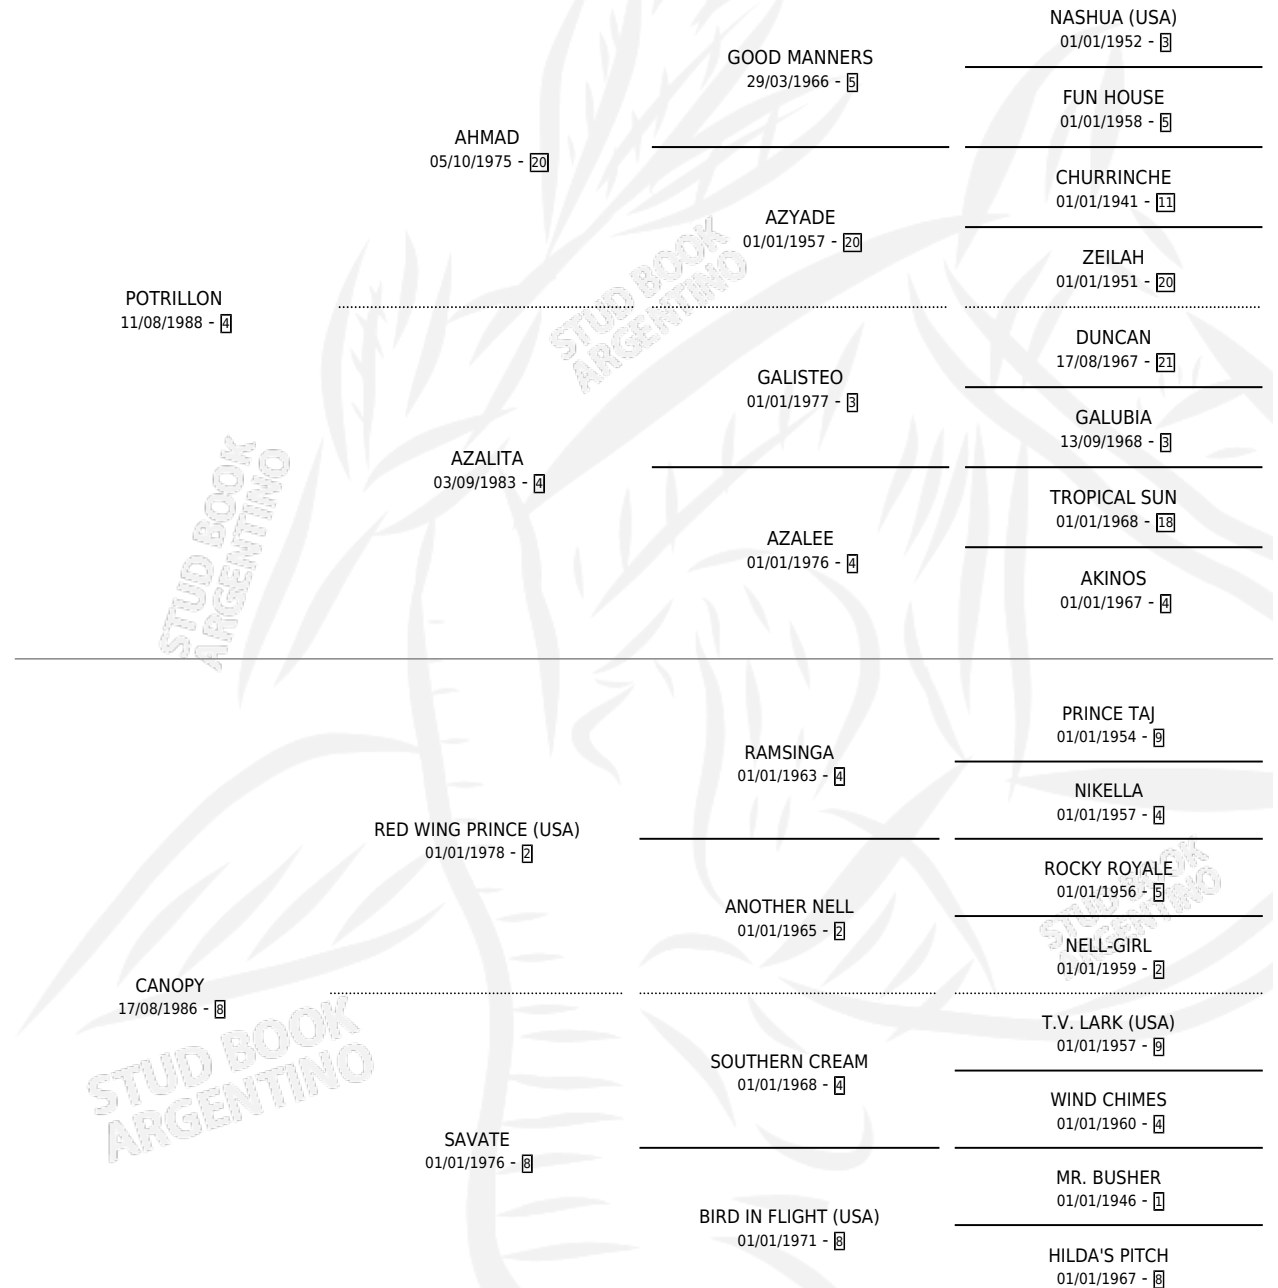 NASHUA (USA)
01/01/1952 - 3
GOOD MANNERS
29/03/1966 - 5
FUN HOUSE
01/01/1958 - 5
AHMAD
05/10/1975 - 20
CHURRINCHE
01/01/1941 - 11
AZYADE
01/01/1957 - 20
ZEILAH
01/01/1951 - 20
POTRILLON
11/08/1988 - 4
DUNCAN
17/08/1967 - 21
GALISTEO
01/01/1977 - 3
GALUBIA
13/09/1968 - 3
AZALITA
03/09/1983 - 4
TROPICAL SUN
01/01/1968 - 18
AZALEE
01/01/1976 - 4
AKINOS
01/01/1967 - 4
STUD BOOK
ARGENTINO
STUD BOOK
ARGENTINO
PRINCE TAJ
01/01/1954 - 9
RAMSINGA
01/01/1963 - 4
NIKELLA
01/01/1957 - 4
RED WING PRINCE (USA)
01/01/1978 - 2
ROCKY ROYALE
01/01/1956 - 5
ANOTHER NELL
01/01/1965 - 2
NELL-GIRL
01/01/1959 - 2
CANOPY
17/08/1986 - 8
T.V. LARK (USA)
01/01/1957 - 9
SOUTHERN CREAM
01/01/1968 - 4
WIND CHIMES
01/01/1960 - 4
SAVATE
01/01/1976 - 8
MR. BUSHER
01/01/1946 - 1
BIRD IN FLIGHT (USA)
01/01/1971 - 8
HILDA'S PITCH
01/01/1967 - 8
STUD BOOK
ARGENTINO
STUD BOOK
ARGENTINO